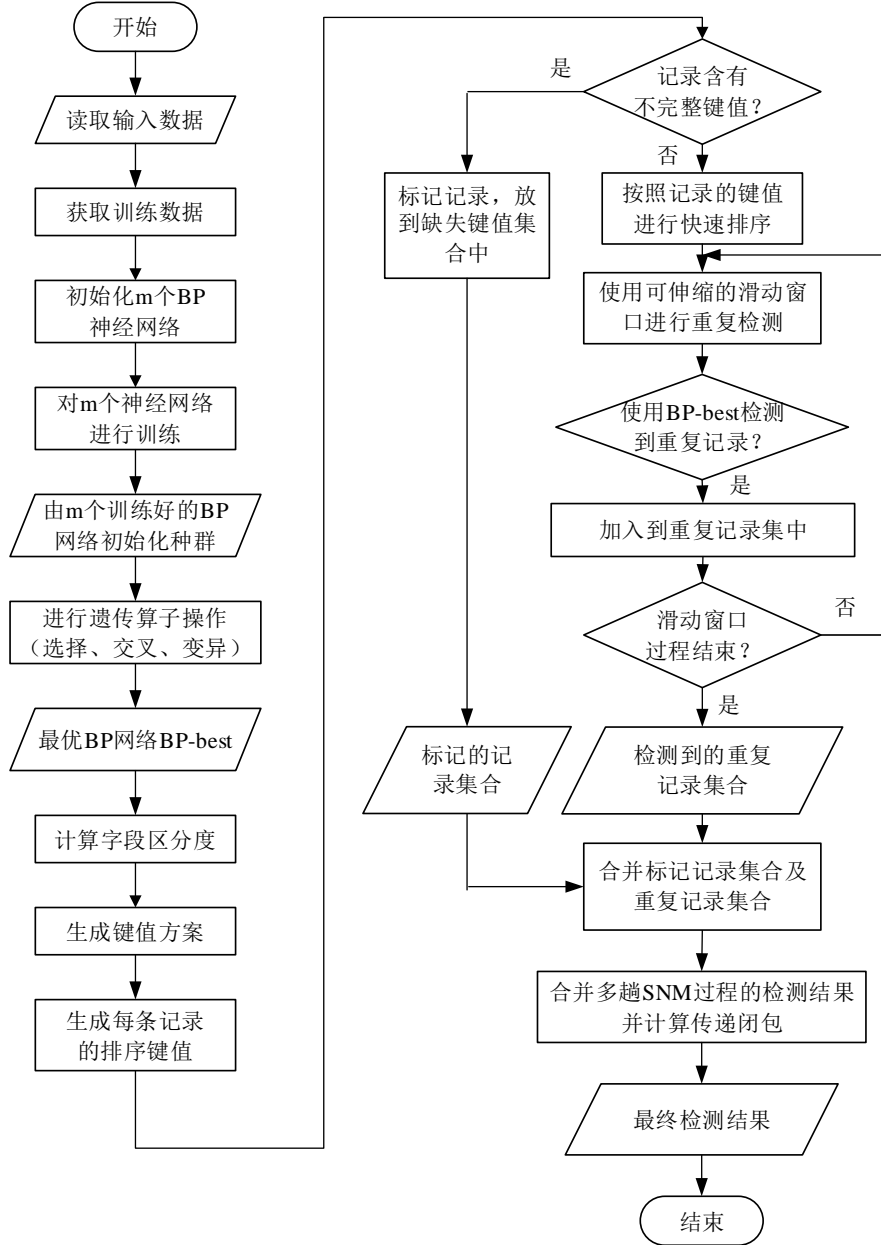 开始
读取输入数据
获取训练数据
初始化m个BP
神经网络
对m个神经网络
进行训练
由m个训练好的BP
网络初始化种群
进行遗传算子操作
（选择、交叉、变异）
最优BP网络BP-best
计算字段区分度
生成键值方案
生成每条记录
的排序键值
记录含有
不完整键值？
是
否
标记记录，放
到缺失键值集
合中
按照记录的键值
进行快速排序
使用可伸缩的滑动窗
口进行重复检测
使用BP-best检测
到重复记录？
是
加入到重复记录集中
滑动窗口
过程结束？
否
是
标记的记
录集合
检测到的重复
记录集合
合并标记记录集合及
重复记录集合
合并多趟SNM过程的检测结果
并计算传递闭包
最终检测结果
结束